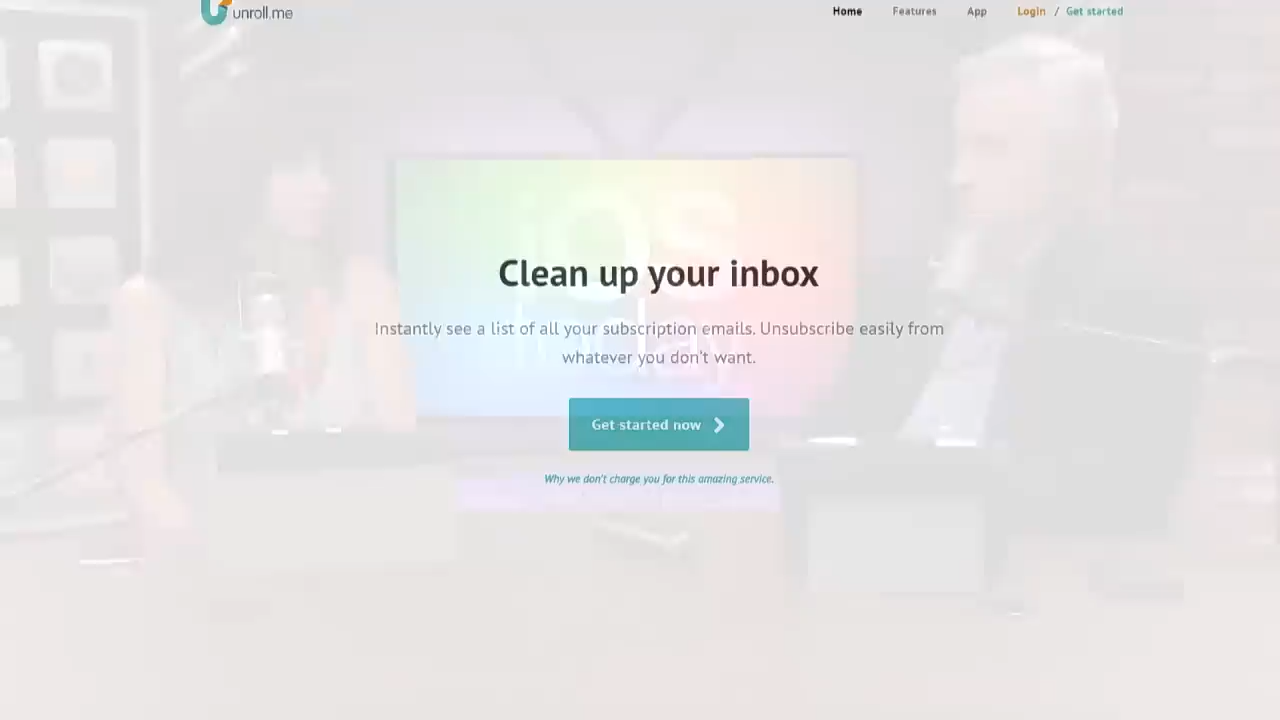 unroll.me
Home Features App Login / Get started
iOS
today
Clean up your inbox
Instantly see a list of all your subscription emails. Unsubscribe easily from
whatever you don't want.
Get started now
Why we don't charge you for this amazing service.